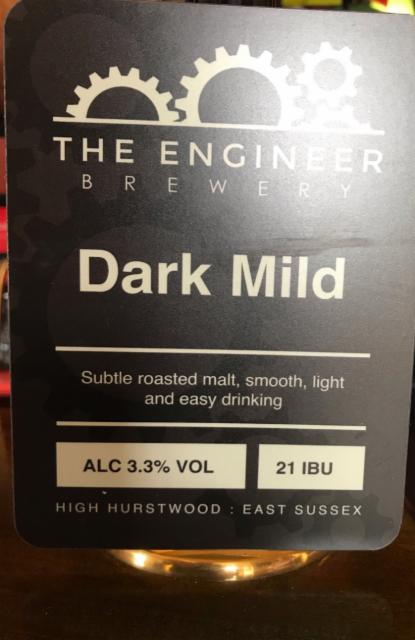 THE ENGINEER
BREWERY
Dark Mild
Subtle roasted malt, smooth, light
and easy drinking
ALC 3.3% VOL
21 IBU
HIGH HURSTWOOD : EAST SUSSEX